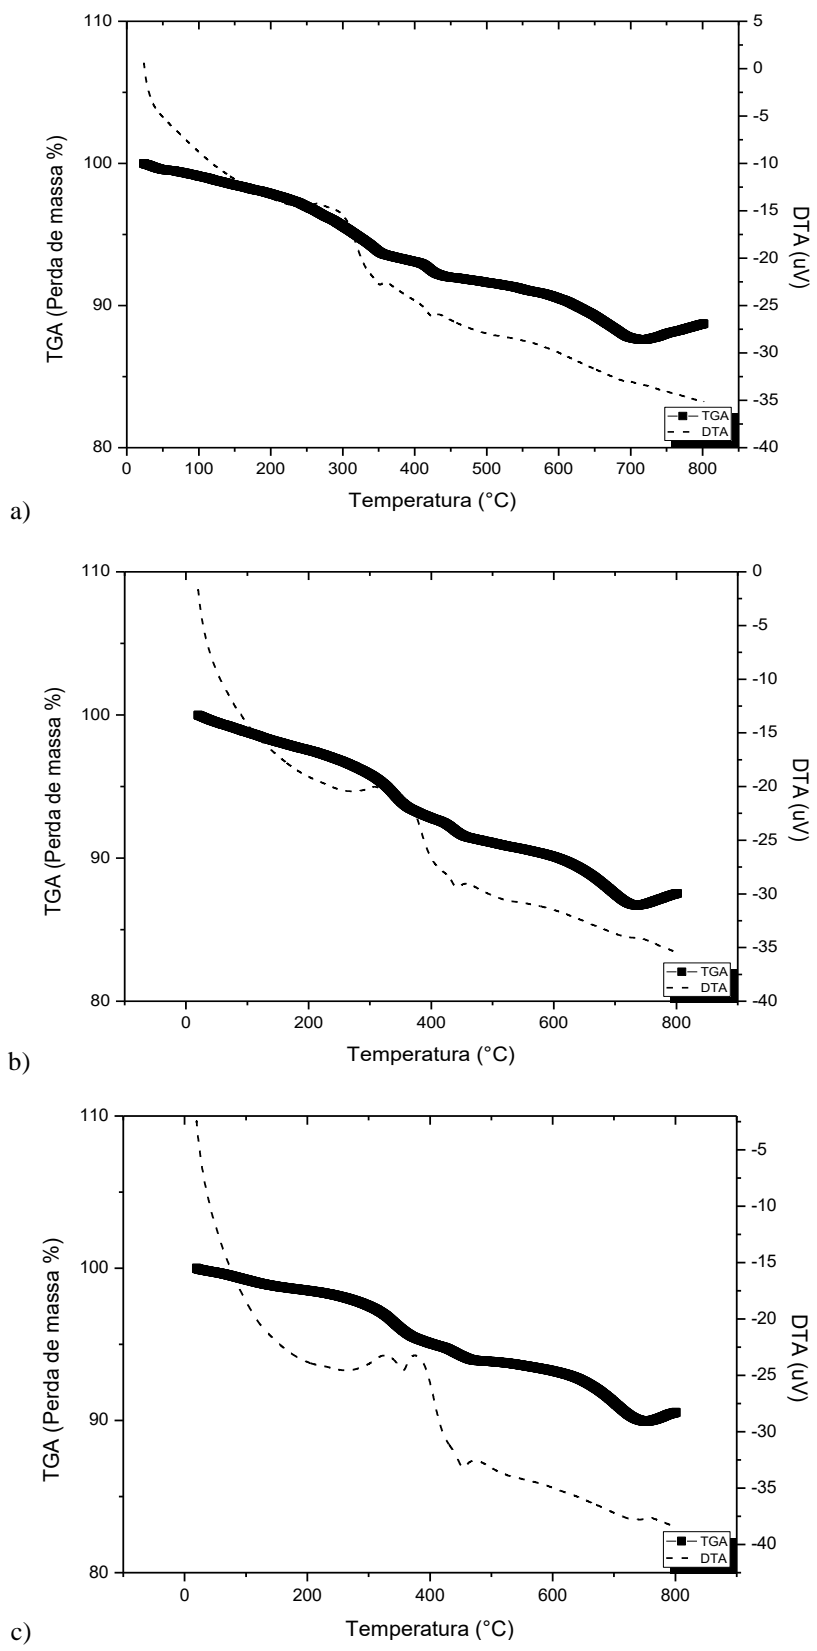 110
100
90
80
TGA (Perda de massa %)
5
0
-5
-10
-15
-20
-25
-30
-35
-40
DTA (uV)
TGA
DTA
0 100 200 300 400 500 600 700 800
Temperatura (°C)
a)
110
100
90
80
TGA (Perda de massa %)
0
-5
-10
-15
-20
-25
-30
-35
-40
DTA (uV)
TGA
DTA
0 200 400 600 800
Temperatura (°C)
b)
110
100
90
80
TGA (Perda de massa %)
-5
-10
-15
-20
-25
-30
-35
-40
DTA (uV)
TGA
DTA
0 200 400 600 800
Temperatura (°C)
c)